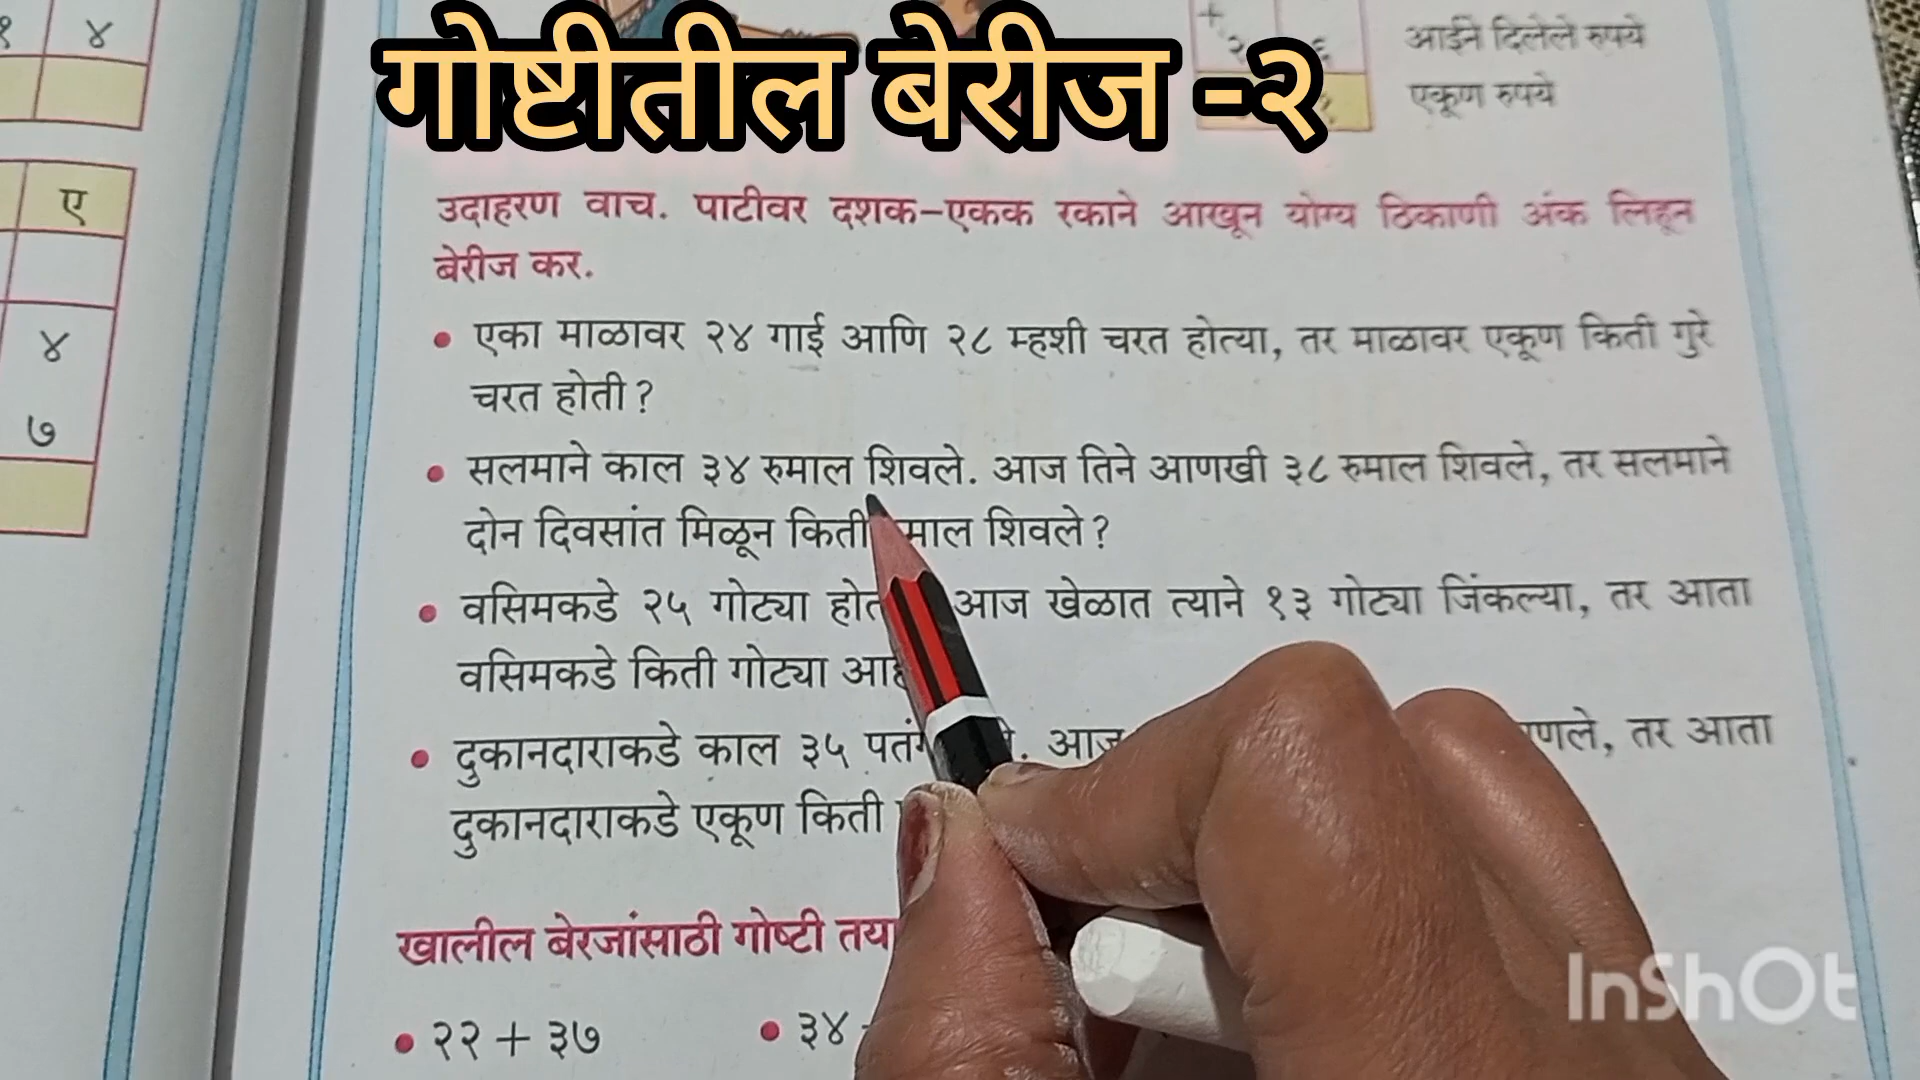 ४
आईने दिलेले रुपये
एकूण रुपये
गोष्टीतील बेरीज -२
ए
४
७
उदाहरण वाच. पाटीवर दशक-एकक रकाने आखून योग्य ठिकाणी अंक लिहून
बेरीज कर.
• एका माळावर २४ गाई आणि २८ म्हशी चरत होत्या, तर माळावर एकूण किती गुरे
चरत होती?
• सलमाने काल ३४ रुमाल शिवले. आज तिने आणखी ३८ रुमाल शिवले, तर सलमाने
दोन दिवसांत मिळून किती माल शिवले?
• वसिमकडे २५ गोट्या आज खेळात त्याने १३ गोट्या जिंकल्या, तर आता
वसिमकडे किती गोट्या
• दुकानदाराकडे काल ३५ आज तर आता
दुकानदाराकडे एकूण किती
खालील बेरजांसाठी गोष्टी
• २२ + ३७
• ३४
InShOt